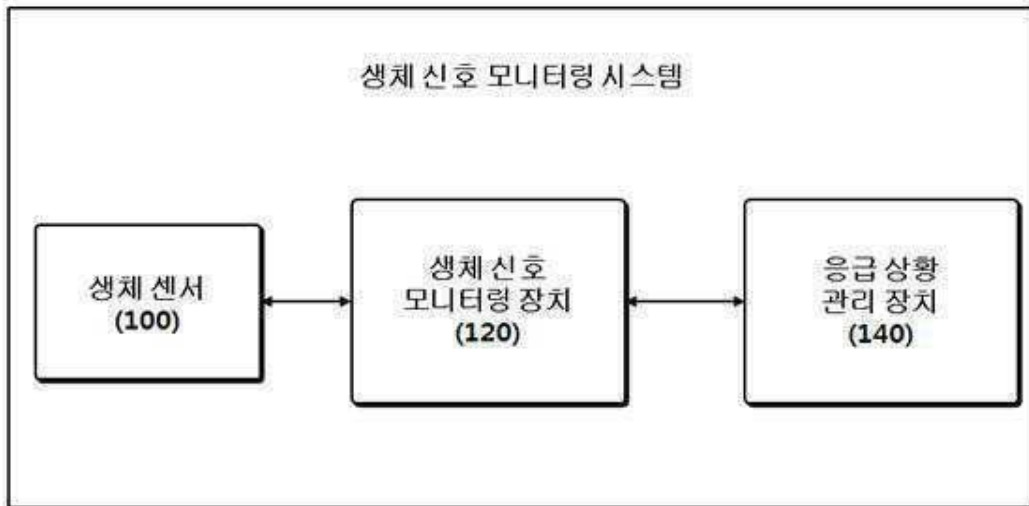 생체 신호 모니터링 시스템
생체 센서
(100)
생체 신호
모니터링 장치
(120)
응급 상황
관리 장치
(140)